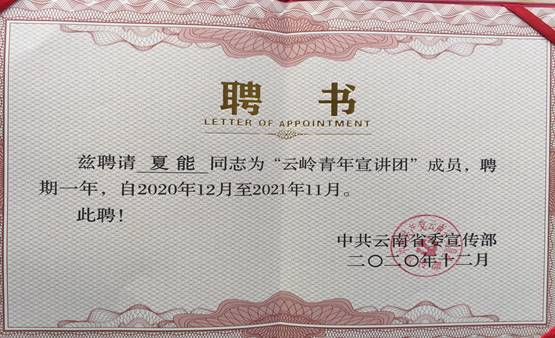 聘 书
LETTER OF APPOINTMENT
兹聘请 夏能 同志为“云岭青年宣讲团”成员，聘
期一年，自2020年12月至2021年11月。
此聘！
中共云南省委宣传部
二〇二〇年十二月